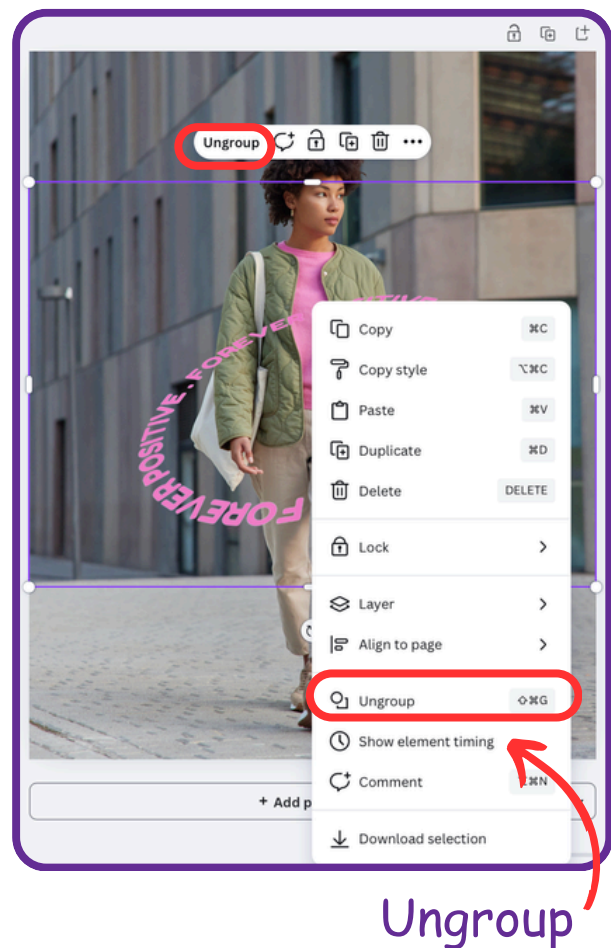 Ungroup
FOREVER POSITIVE . FOREVER POSITIVE
Copy ⌘C
Copy style ⌥⌘C
Paste ⌘V
Duplicate ⌘D
Delete DELETE
Lock
Layer
Align to page
Ungroup ⇧⌘G
Show element timing
Comment ⌘N
Download selection
+ Add p
Ungroup